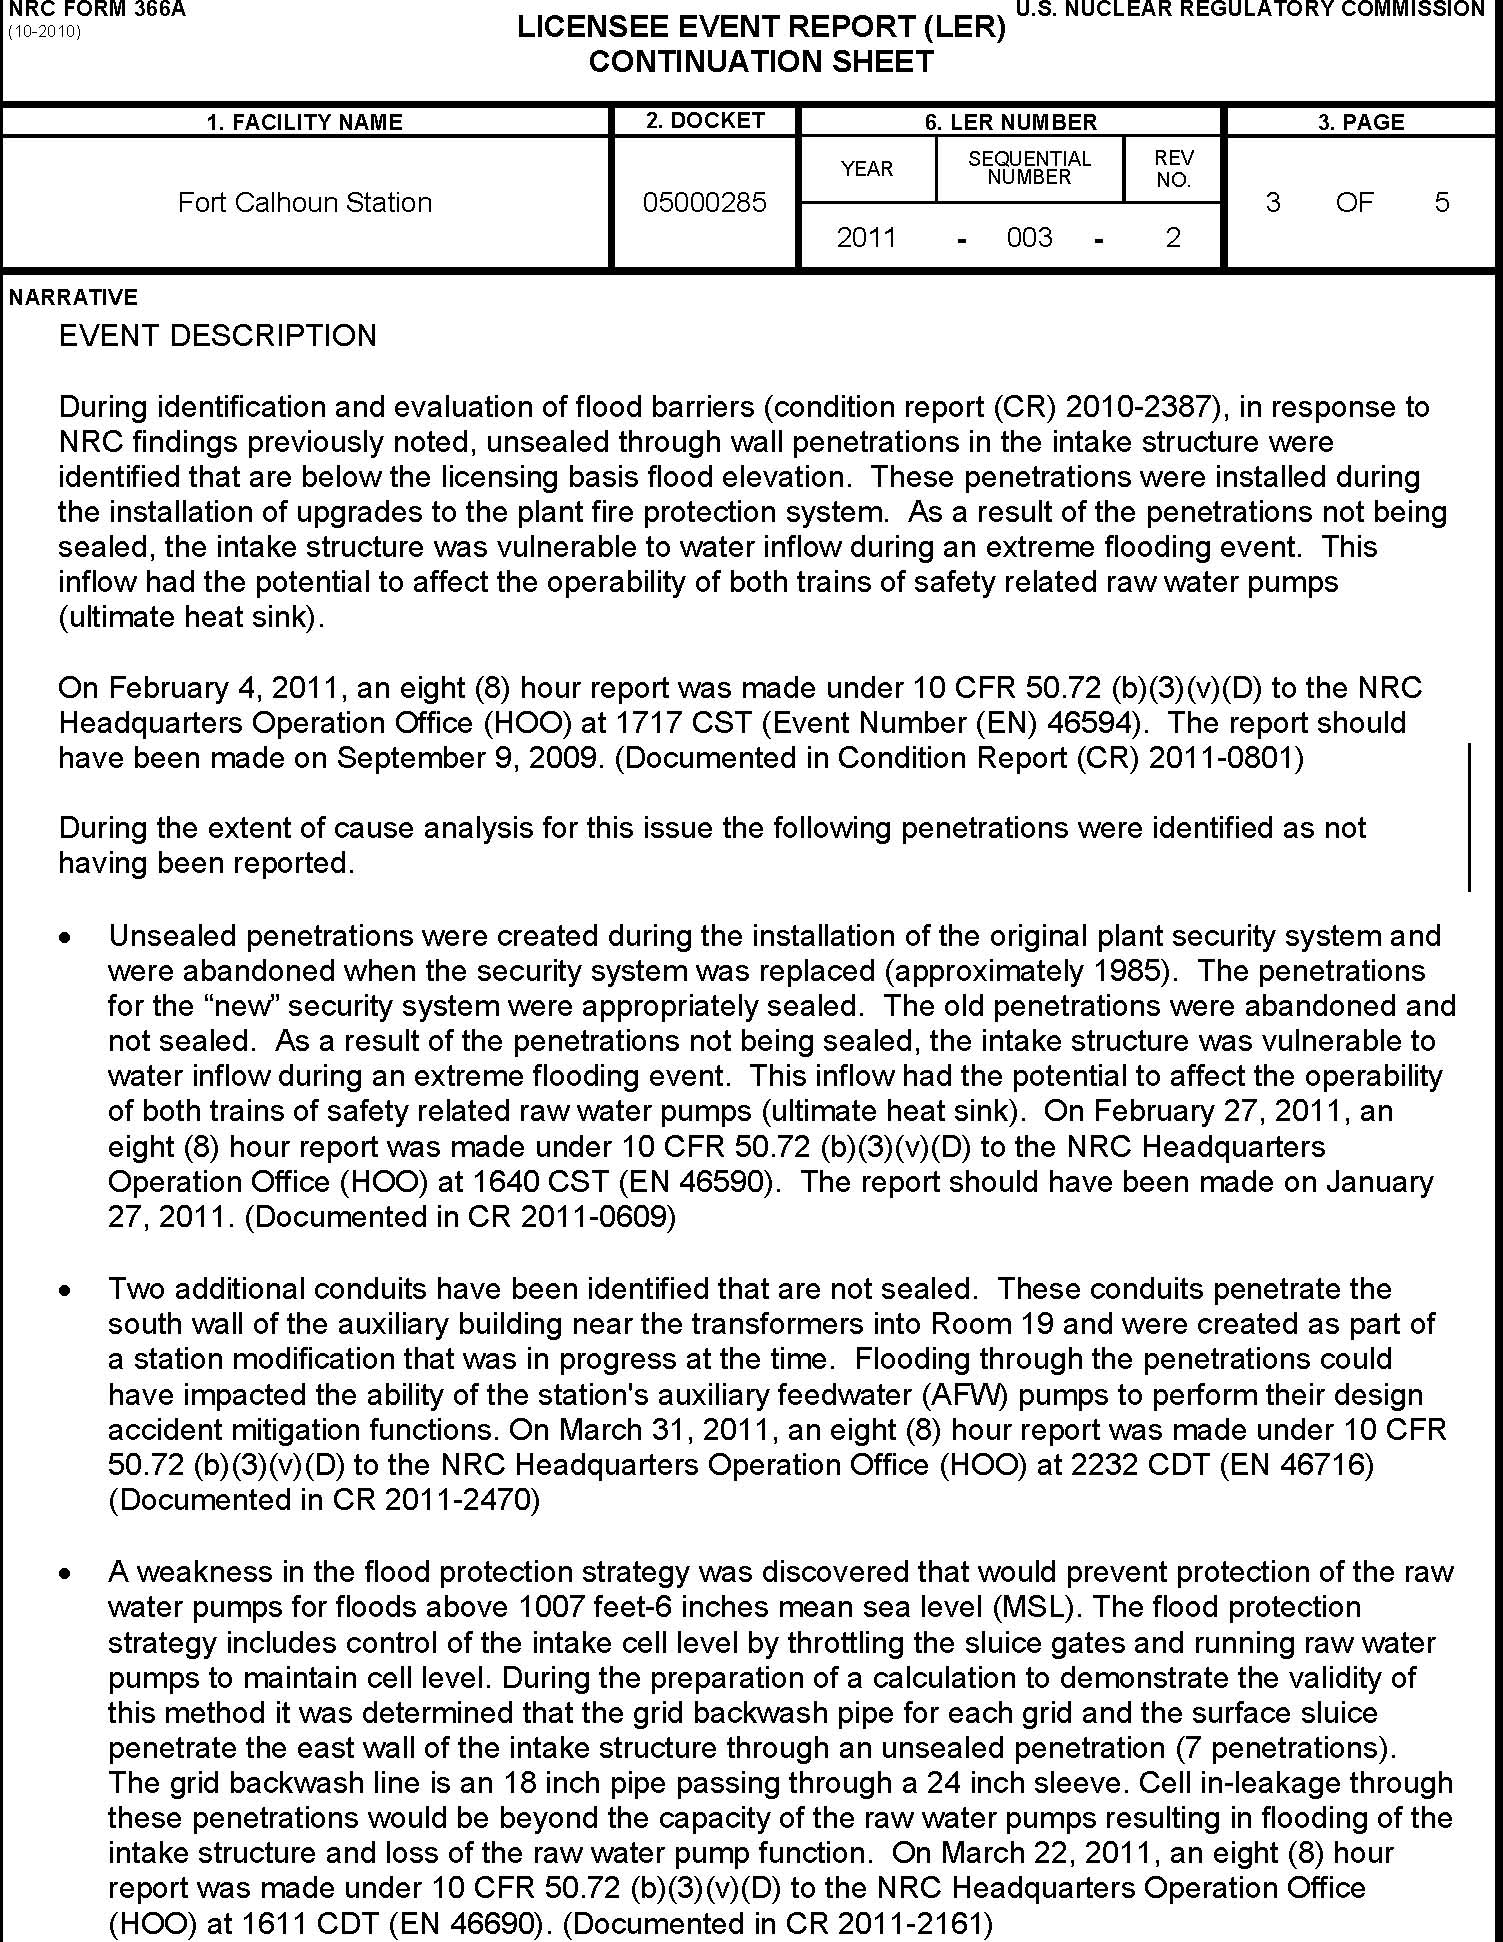 NRC FORM 366A
(10-2010)
U.S. NUCLEAR REGULATORY COMMISSION
LICENSEE EVENT REPORT (LER)
CONTINUATION SHEET
1. FACILITY NAME
2. DOCKET
6. LER NUMBER
3. PAGE
Fort Calhoun Station
05000285
YEAR
SEQUENTIAL
NUMBER
REV
NO.
2011 - 003 - 2
3 OF 5
NARRATIVE
EVENT DESCRIPTION
During identification and evaluation of flood barriers (condition report (CR) 2010-2387), in response to
NRC findings previously noted, unsealed through wall penetrations in the intake structure were
identified that are below the licensing basis flood elevation. These penetrations were installed during
the installation of upgrades to the plant fire protection system. As a result of the penetrations not being
sealed, the intake structure was vulnerable to water inflow during an extreme flooding event. This
inflow had the potential to affect the operability of both trains of safety related raw water pumps
(ultimate heat sink).
On February 4, 2011, an eight (8) hour report was made under 10 CFR 50.72 (b)(3)(v)(D) to the NRC
Headquarters Operation Office (HOO) at 1717 CST (Event Number (EN) 46594). The report should
have been made on September 9, 2009. (Documented in Condition Report (CR) 2011-0801)
During the extent of cause analysis for this issue the following penetrations were identified as not
having been reported.
• Unsealed penetrations were created during the installation of the original plant security system and
were abandoned when the security system was replaced (approximately 1985). The penetrations
for the “new” security system were appropriately sealed. The old penetrations were abandoned and
not sealed. As a result of the penetrations not being sealed, the intake structure was vulnerable to
water inflow during an extreme flooding event. This inflow had the potential to affect the operability
of both trains of safety related raw water pumps (ultimate heat sink). On February 27, 2011, an
eight (8) hour report was made under 10 CFR 50.72 (b)(3)(v)(D) to the NRC Headquarters
Operation Office (HOO) at 1640 CST (EN 46590). The report should have been made on January
27, 2011. (Documented in CR 2011-0609)
• Two additional conduits have been identified that are not sealed. These conduits penetrate the
south wall of the auxiliary building near the transformers into Room 19 and were created as part of
a station modification that was in progress at the time. Flooding through the penetrations could
have impacted the ability of the station's auxiliary feedwater (AFW) pumps to perform their design
accident mitigation functions. On March 31, 2011, an eight (8) hour report was made under 10 CFR
50.72 (b)(3)(v)(D) to the NRC Headquarters Operation Office (HOO) at 2232 CDT (EN 46716)
(Documented in CR 2011-2470)
• A weakness in the flood protection strategy was discovered that would prevent protection of the raw
water pumps for floods above 1007 feet-6 inches mean sea level (MSL). The flood protection
strategy includes control of the intake cell level by throttling the sluice gates and running raw water
pumps to maintain cell level. During the preparation of a calculation to demonstrate the validity of
this method it was determined that the grid backwash pipe for each grid and the surface sluice
penetrate the east wall of the intake structure through an unsealed penetration (7 penetrations).
The grid backwash line is an 18 inch pipe passing through a 24 inch sleeve. Cell in-leakage through
these penetrations would be beyond the capacity of the raw water pumps resulting in flooding of the
intake structure and loss of the raw water pump function. On March 22, 2011, an eight (8) hour
report was made under 10 CFR 50.72 (b)(3)(v)(D) to the NRC Headquarters Operation Office
(HOO) at 1611 CDT (EN 46690). (Documented in CR 2011-2161)